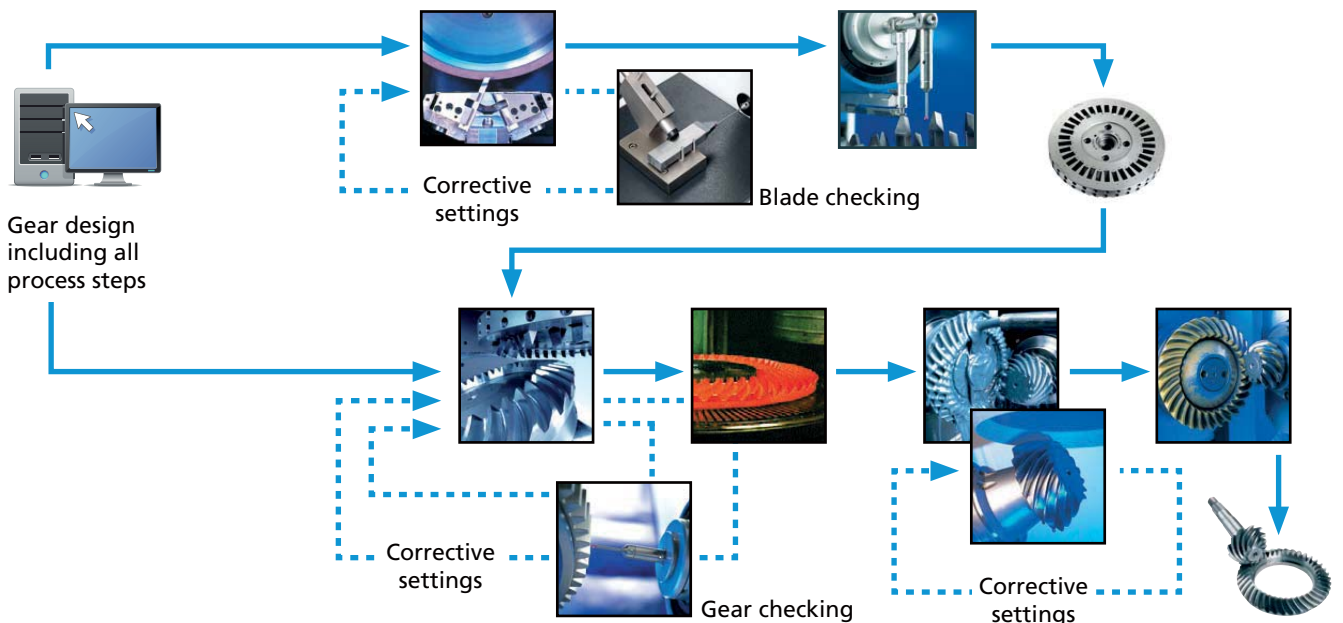 Corrective
settings
Blade checking
Gear design
including all
process steps
Corrective
settings
Gear checking
Corrective
settings